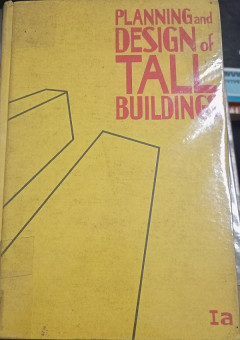 PLANNING and
DESIGN of
TALL
BUILDINGS
Ia